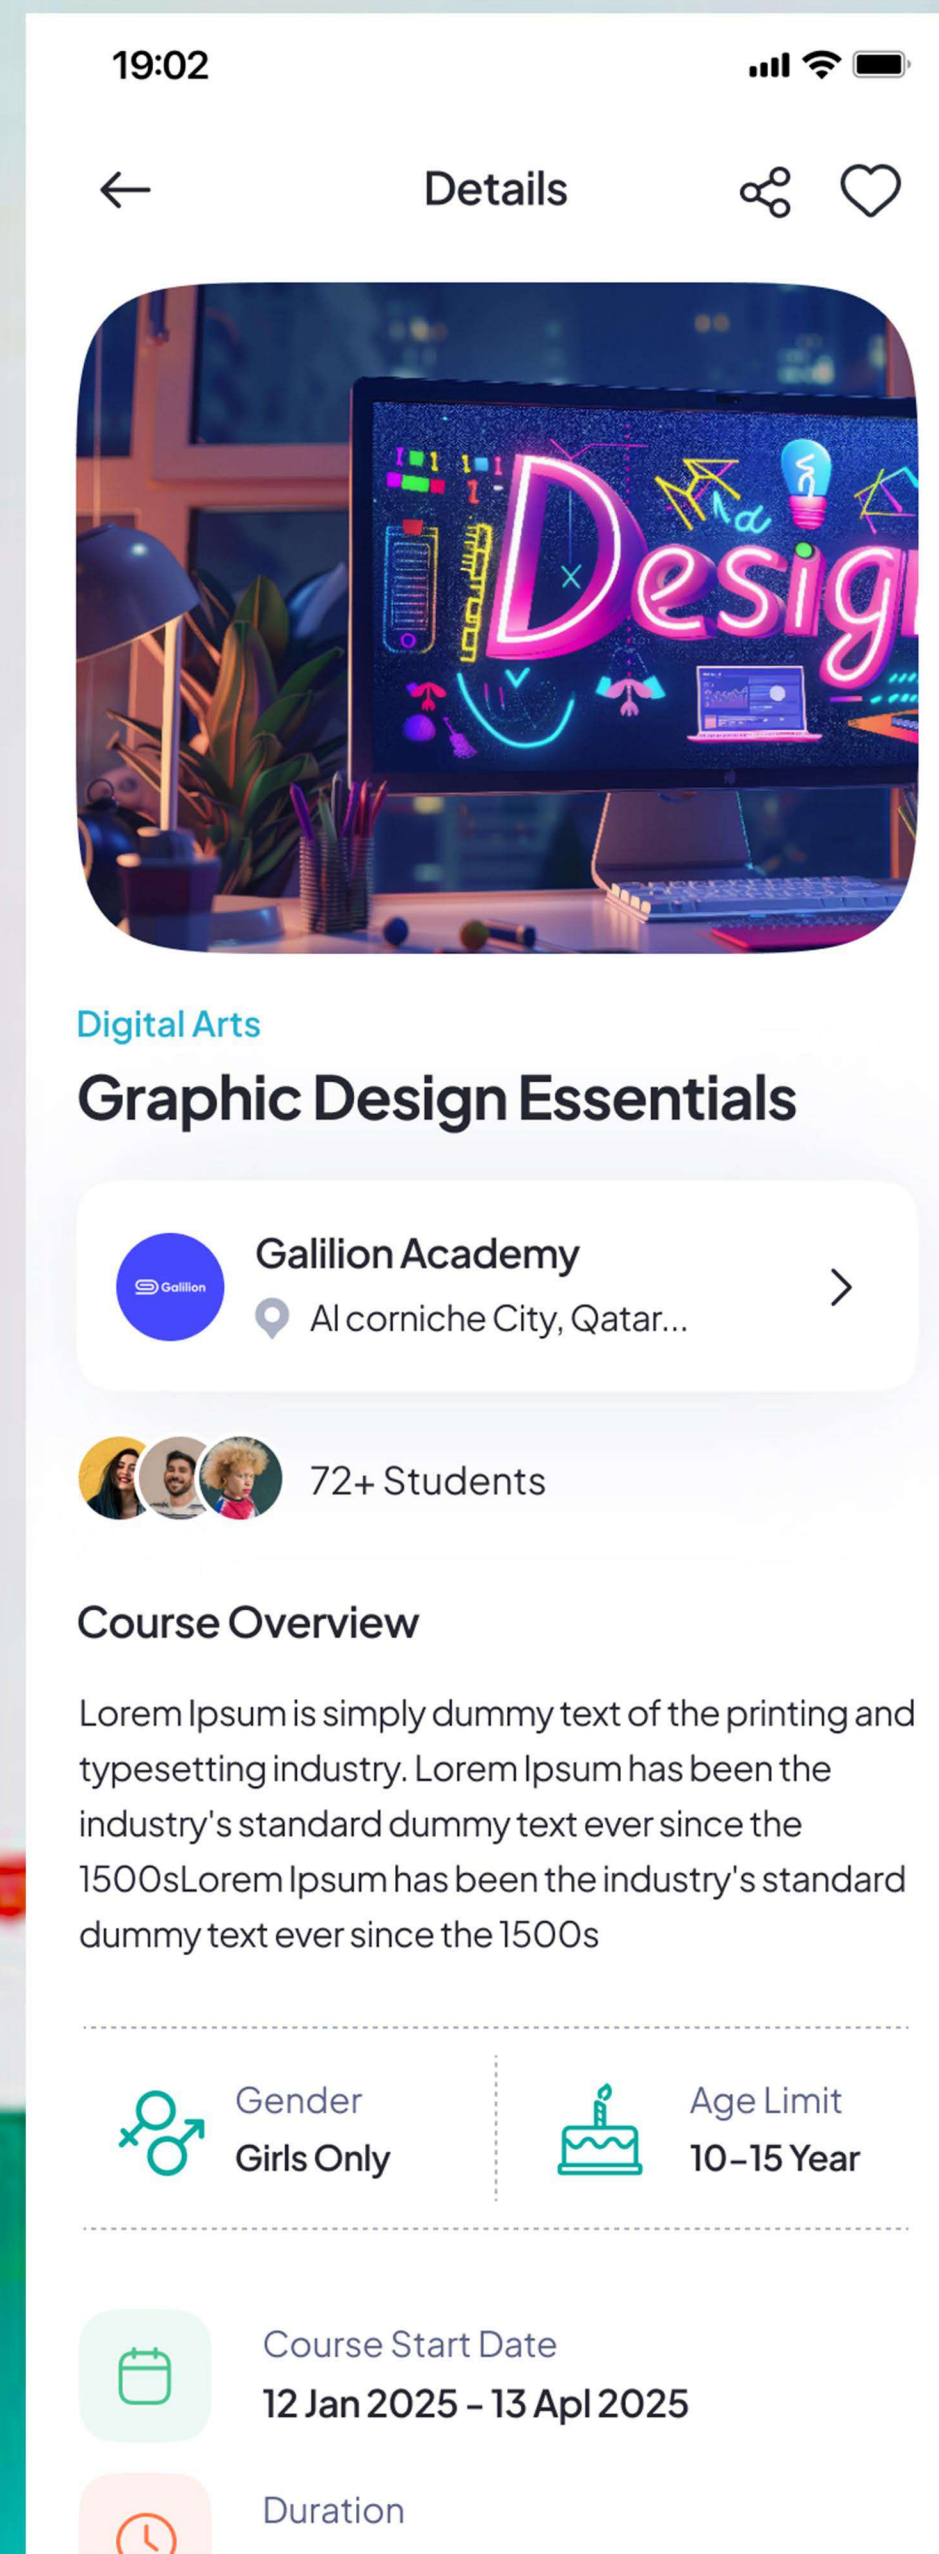 19:02
Details
Desig
Digital Arts
Graphic Design Essentials
Galilion
Galilion Academy
Al corniche City, Qatar...
72+ Students
Course Overview
Lorem Ipsum is simply dummy text of the printing and
typesetting industry. Lorem Ipsum has been the
industry's standard dummy text ever since the
1500sLorem Ipsum has been the industry's standard
dummy text ever since the 1500s
Gender
Girls Only
Age Limit
10-15 Year
Course Start Date
12 Jan 2025 - 13 Apl 2025
Duration